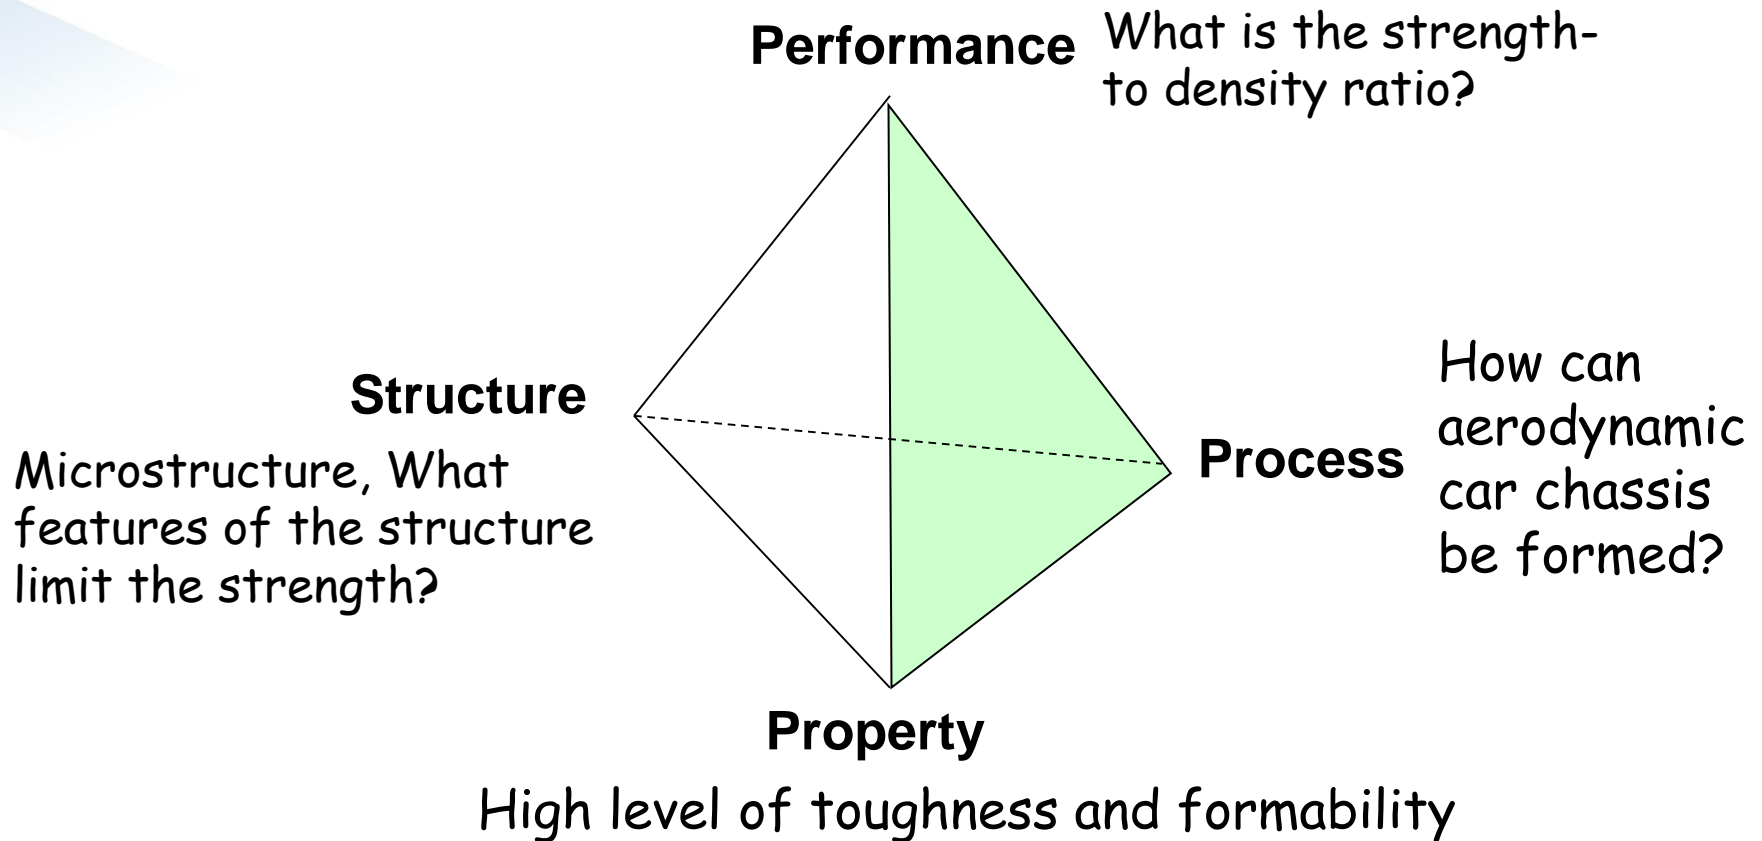 Performance
What is the strength-
to density ratio?
Structure
Microstructure, What
features of the structure
limit the strength?
Process
How can
aerodynamic
car chassis
be formed?
Property
High level of toughness and formability